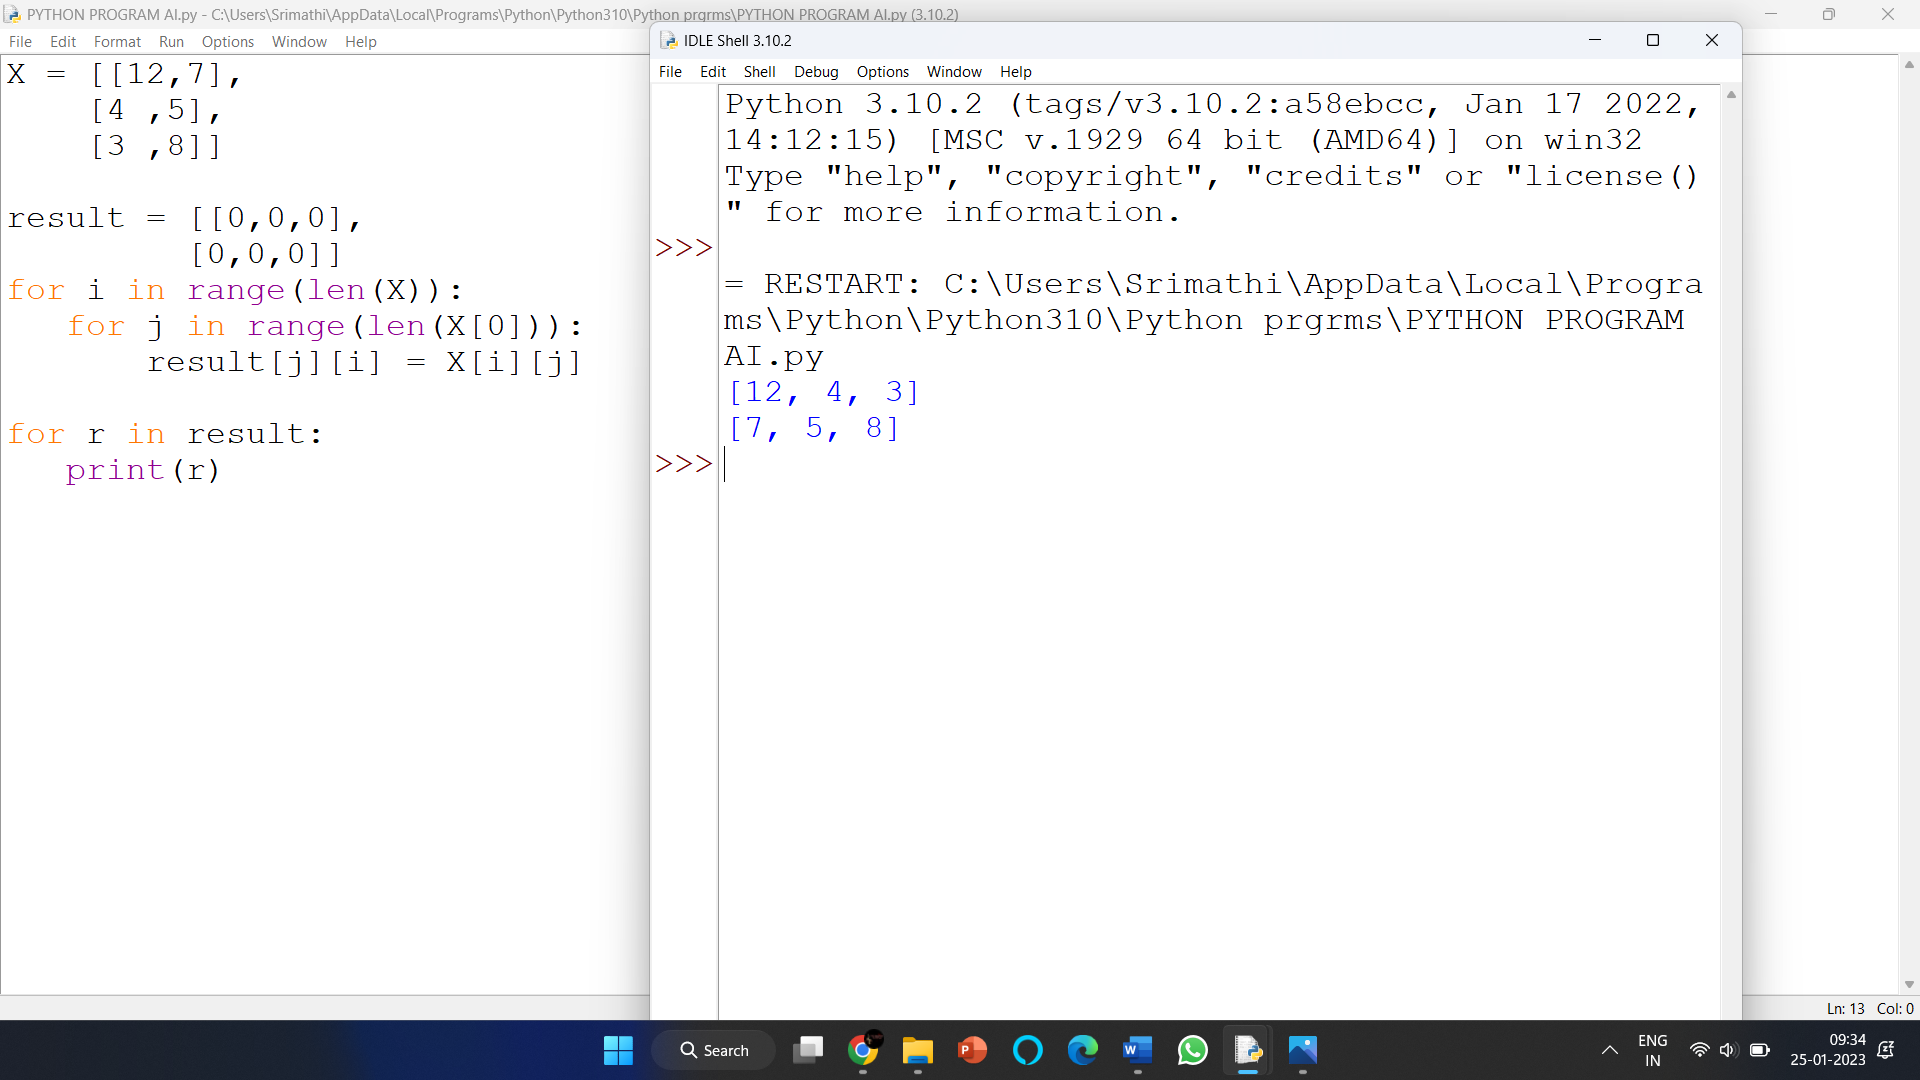 PYTHON PROGRAM AI.py - C:\Users\Srimathi\AppData\Local\Programs\Python\Python310\Python prgrms\PYTHON PROGRAM AI.py (3.10.2)
File Edit Format Run Options Window Help
X = [[12,7],
    [4 ,5],
    [3 ,8]]
result = [[0,0,0],
         [0,0,0]]
for i in range(len(X)):
   for j in range(len(X[0])):
       result[j][i] = X[i][j]
for r in result:
   print(r)
IDLE Shell 3.10.2
File Edit Shell Debug Options Window Help
Python 3.10.2 (tags/v3.10.2:a58ebcc, Jan 17 2022,
14:12:15) [MSC v.1929 64 bit (AMD64)] on win32
Type "help", "copyright", "credits" or "license()
" for more information.
>>>
= RESTART: C:\Users\Srimathi\AppData\Local\Progra
ms\Python\Python310\Python prgrms\PYTHON PROGRAM
AI.py
[12, 4, 3]
[7, 5, 8]
>>>
Ln: 13 Col: 0
Search
P
W
ENG
IN
09:34
25-01-2023